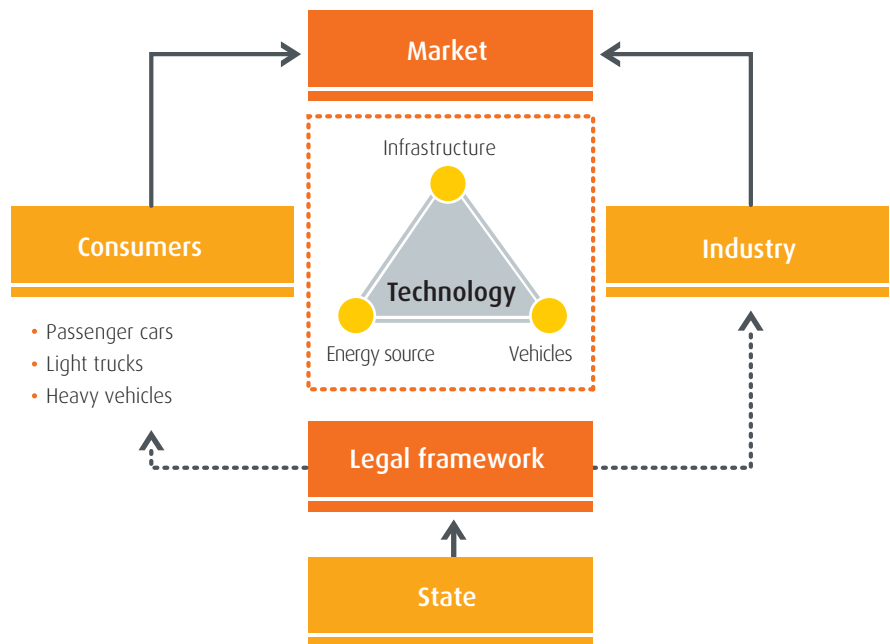 Market
Infrastructure
Consumers
Industry
Technology
Energy source
Vehicles
• Passenger cars
• Light trucks
• Heavy vehicles
Legal framework
State